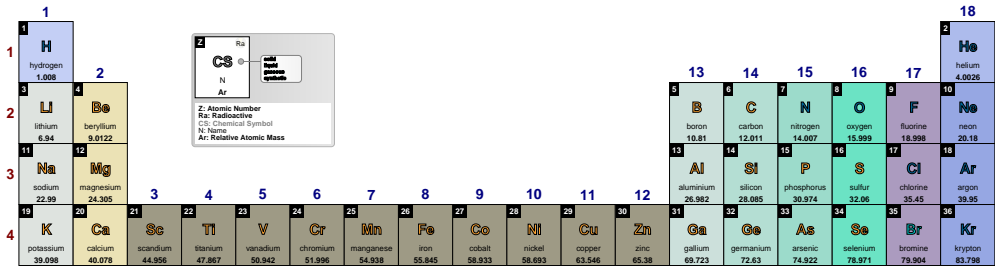 1 18
1 2
1 H hydrogen 1.008
Z Ra
CS
solid
liquid
gaseous
synthetic
N
Ar
Z: Atomic Number
Ra: Radioactive
CS: Chemical Symbol
N: Name
Ar: Relative Atomic Mass
He helium 4.0026
2 13 14 15 16 17
2
3 Li lithium 6.94
4 Be beryllium 9.0122
5 B boron 10.81
6 C carbon 12.011
7 N nitrogen 14.007
8 O oxygen 15.999
9 F fluorine 18.998
10 Ne neon 20.18
3
11 Na sodium 22.99
12 Mg magnesium 24.305
3 4 5 6 7 8 9 10 11 12
13 Al aluminium 26.982
14 Si silicon 28.085
15 P phosphorus 30.974
16 S sulfur 32.06
17 Cl chlorine 35.45
18 Ar argon 39.95
4
19 K potassium 39.098
20 Ca calcium 40.078
21 Sc scandium 44.956
22 Ti titanium 47.867
23 V vanadium 50.942
24 Cr chromium 51.996
25 Mn manganese 54.938
26 Fe iron 55.845
27 Co cobalt 58.933
28 Ni nickel 58.693
29 Cu copper 63.546
30 Zn zinc 65.38
31 Ga gallium 69.723
32 Ge germanium 72.63
33 As arsenic 74.922
34 Se selenium 78.971
35 Br bromine 79.904
36 Kr krypton 83.798